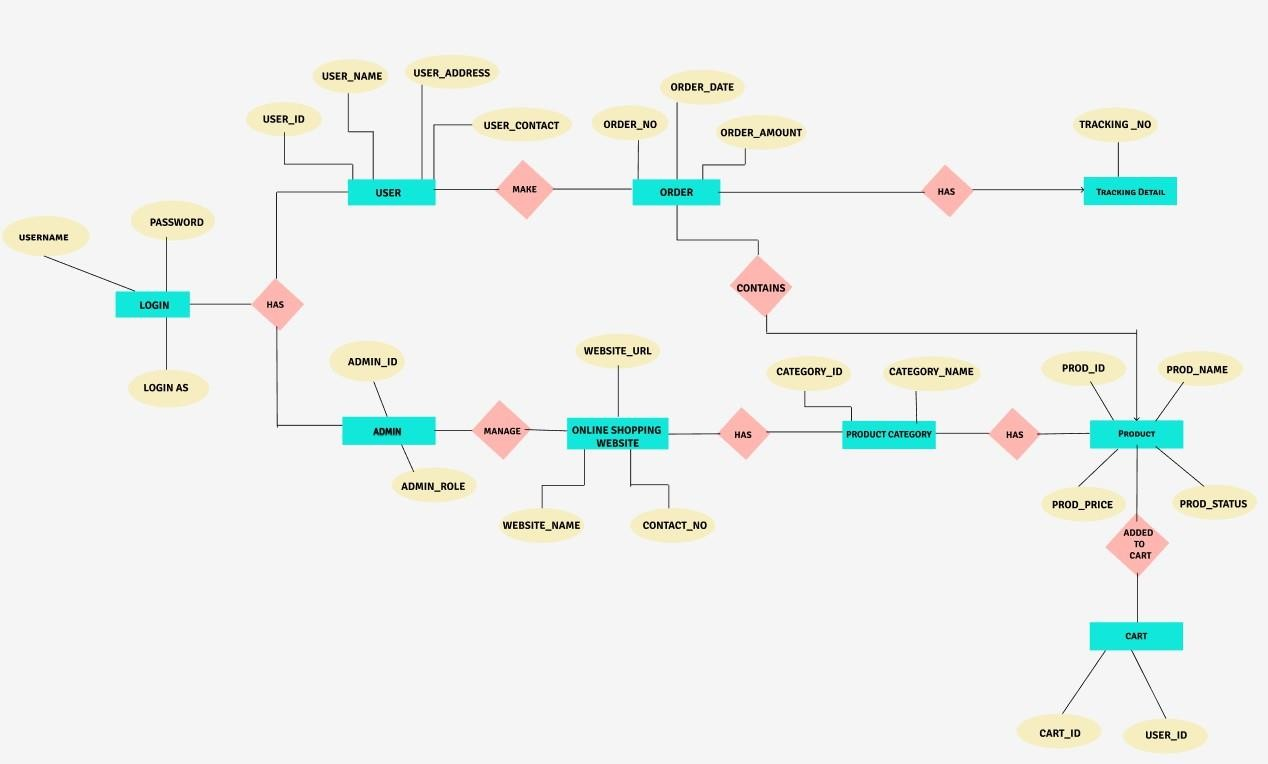 USER_NAME
USER_ADDRESS
USER_ID
USER_CONTACT
ORDER_DATE
ORDER_NO
ORDER_AMOUNT
TRACKING _NO
USER
MAKE
ORDER
HAS
TRACKING DETAIL
USERNAME
PASSWORD
LOGIN
HAS
LOGIN AS
CONTAINS
ADMIN_ID
ADMIN
ADMIN_ROLE
MANAGE
WEBSITE_URL
ONLINE SHOPPING
WEBSITE
WEBSITE_NAME
CONTACT_NO
HAS
CATEGORY_ID
CATEGORY_NAME
PRODUCT CATEGORY
HAS
PROD_ID
PROD_NAME
PRODUCT
PROD_PRICE
PROD_STATUS
ADDED
TO
CART
CART
CART_ID
USER_ID